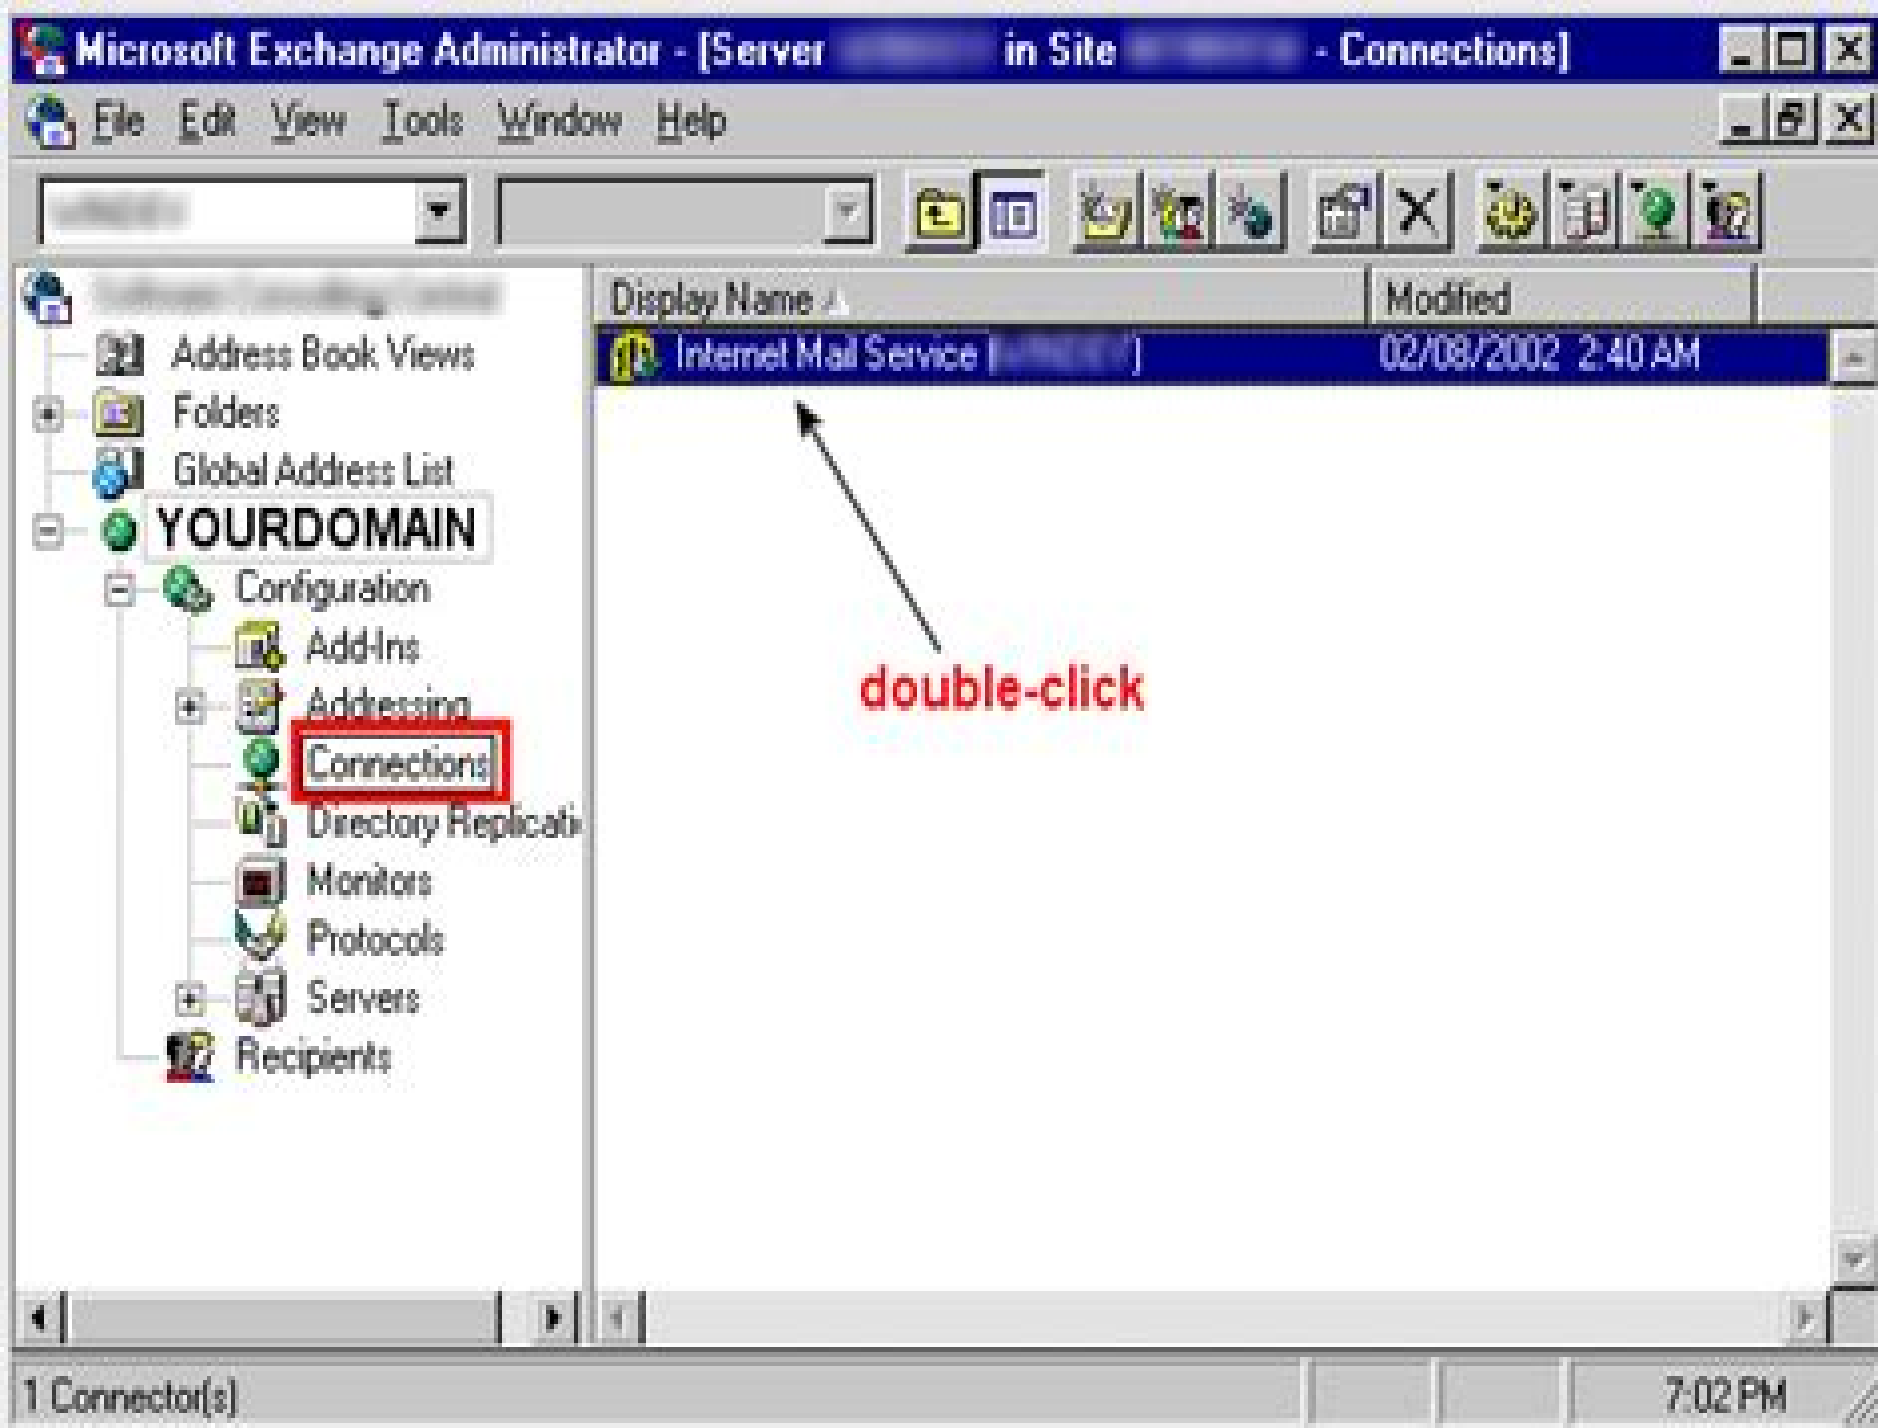 Microsoft Exchange Administrator - [Server in Site - Connections]
File Edit View Tools Window Help
Display Name Modified
Internet Mail Service ( ) 02/08/2002 2:40 AM
Address Book Views
Folders
Global Address List
YOURDOMAIN
Configuration
Add-Ins
Addressing
Connections
Directory Replicati
Monitors
Protocols
Servers
Recipients
double-click
1 Connector(s)
7:02 PM